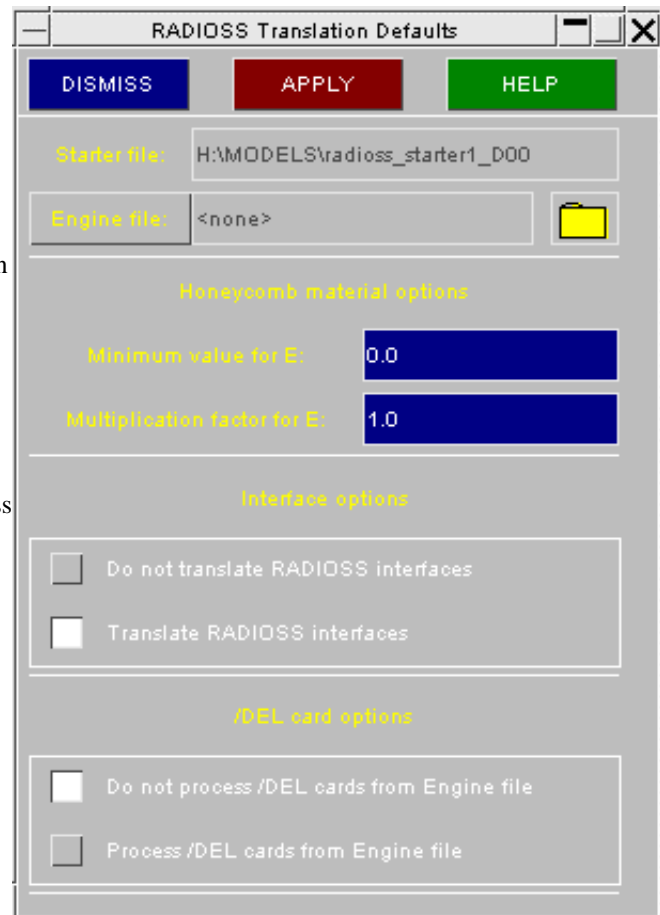 RADIOSS Translation Defaults
DISMISS APPLY HELP
Starter file: H:\MODELS\radioss_starter1_D00
Engine file: <none>
Honeycomb material options
Minimum value for E: 0.0
Multiplication factor for E: 1.0
Interface options
Do not translate RADIOSS interfaces
Translate RADIOSS interfaces
/DEL card options
Do not process /DEL cards from Engine file
Process /DEL cards from Engine file